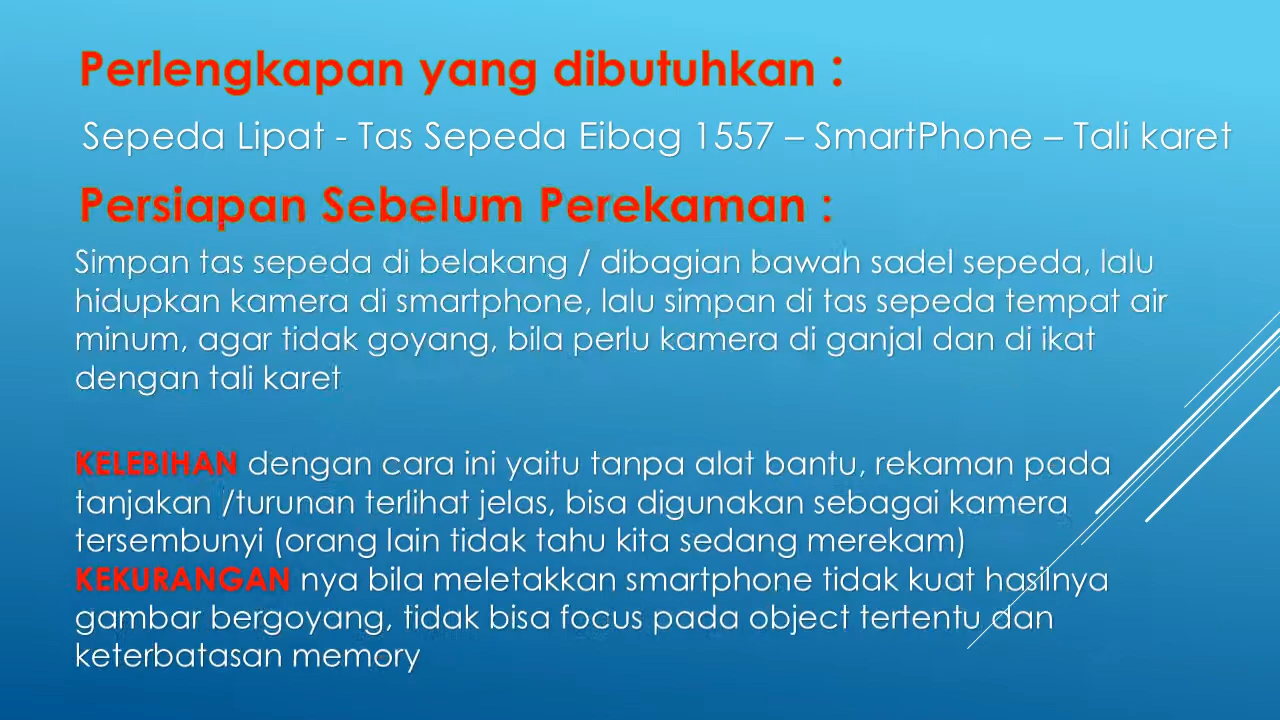 Perlengkapan yang dibutuhkan :
Sepeda Lipat - Tas Sepeda Eibag 1557 – SmartPhone – Tali karet
Persiapan Sebelum Perekaman :
Simpan tas sepeda di belakang / dibagian bawah sadel sepeda, lalu
hidupkan kamera di smartphone, lalu simpan di tas sepeda tempat air
minum, agar tidak goyang, bila perlu kamera di ganjal dan di ikat
dengan tali karet
KELEBIHAN dengan cara ini yaitu tanpa alat bantu, rekaman pada
tanjakan /turunan terlihat jelas, bisa digunakan sebagai kamera
tersembunyi (orang lain tidak tahu kita sedang merekam)
KEKURANGAN nya bila meletakkan smartphone tidak kuat hasilnya
gambar bergoyang, tidak bisa focus pada object tertentu dan
keterbatasan memory